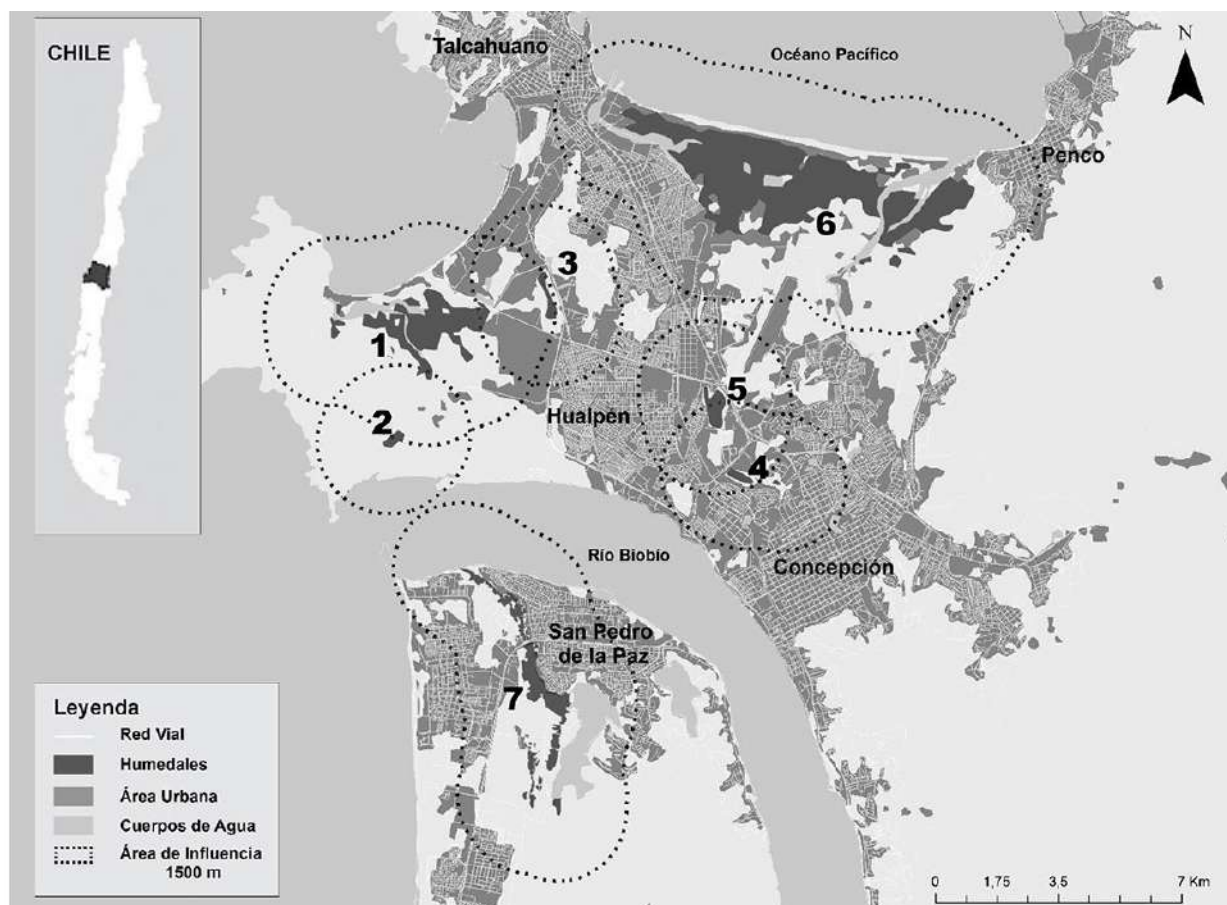 CHILE
Talcahuano
Océano Pacífico
N
Penco
6
3
1
5
2
Hualpén
4
Río Biobío
Concepción
San Pedro
de la Paz
7
Leyenda
Red Vial
Humedales
Área Urbana
Cuerpos de Agua
Área de Influencia
1500 m
0 1,75 3.5 7 Km